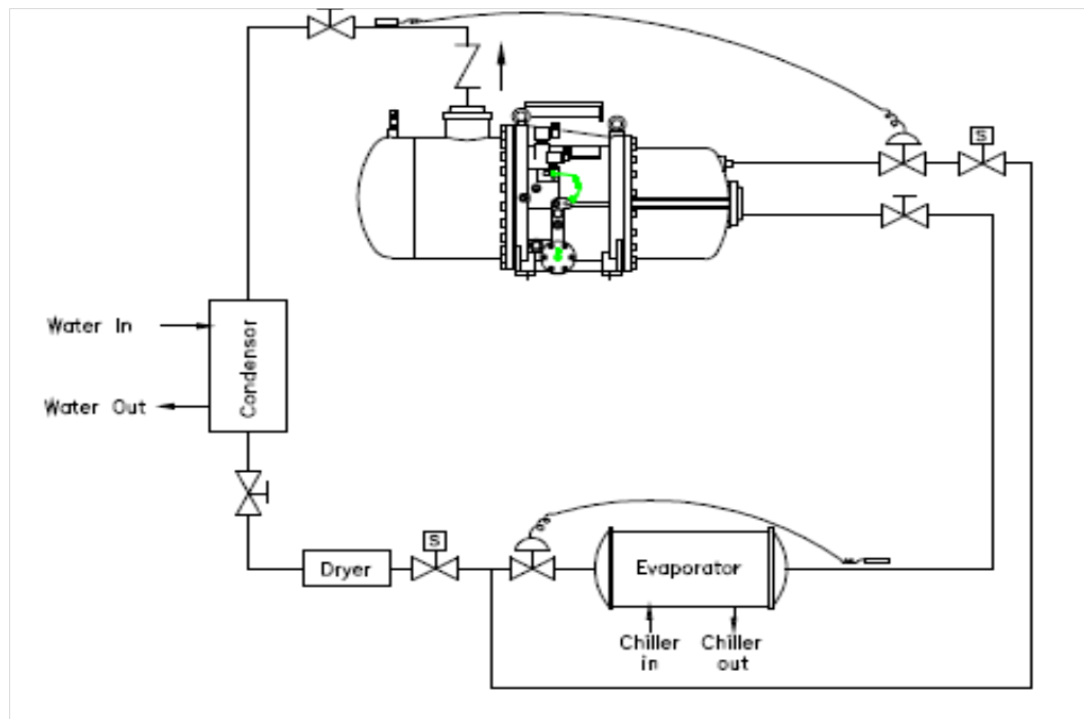 S
Water In
Condensor
Water Out
S
Dryer
Evaporator
Chiller
in
Chiller
out